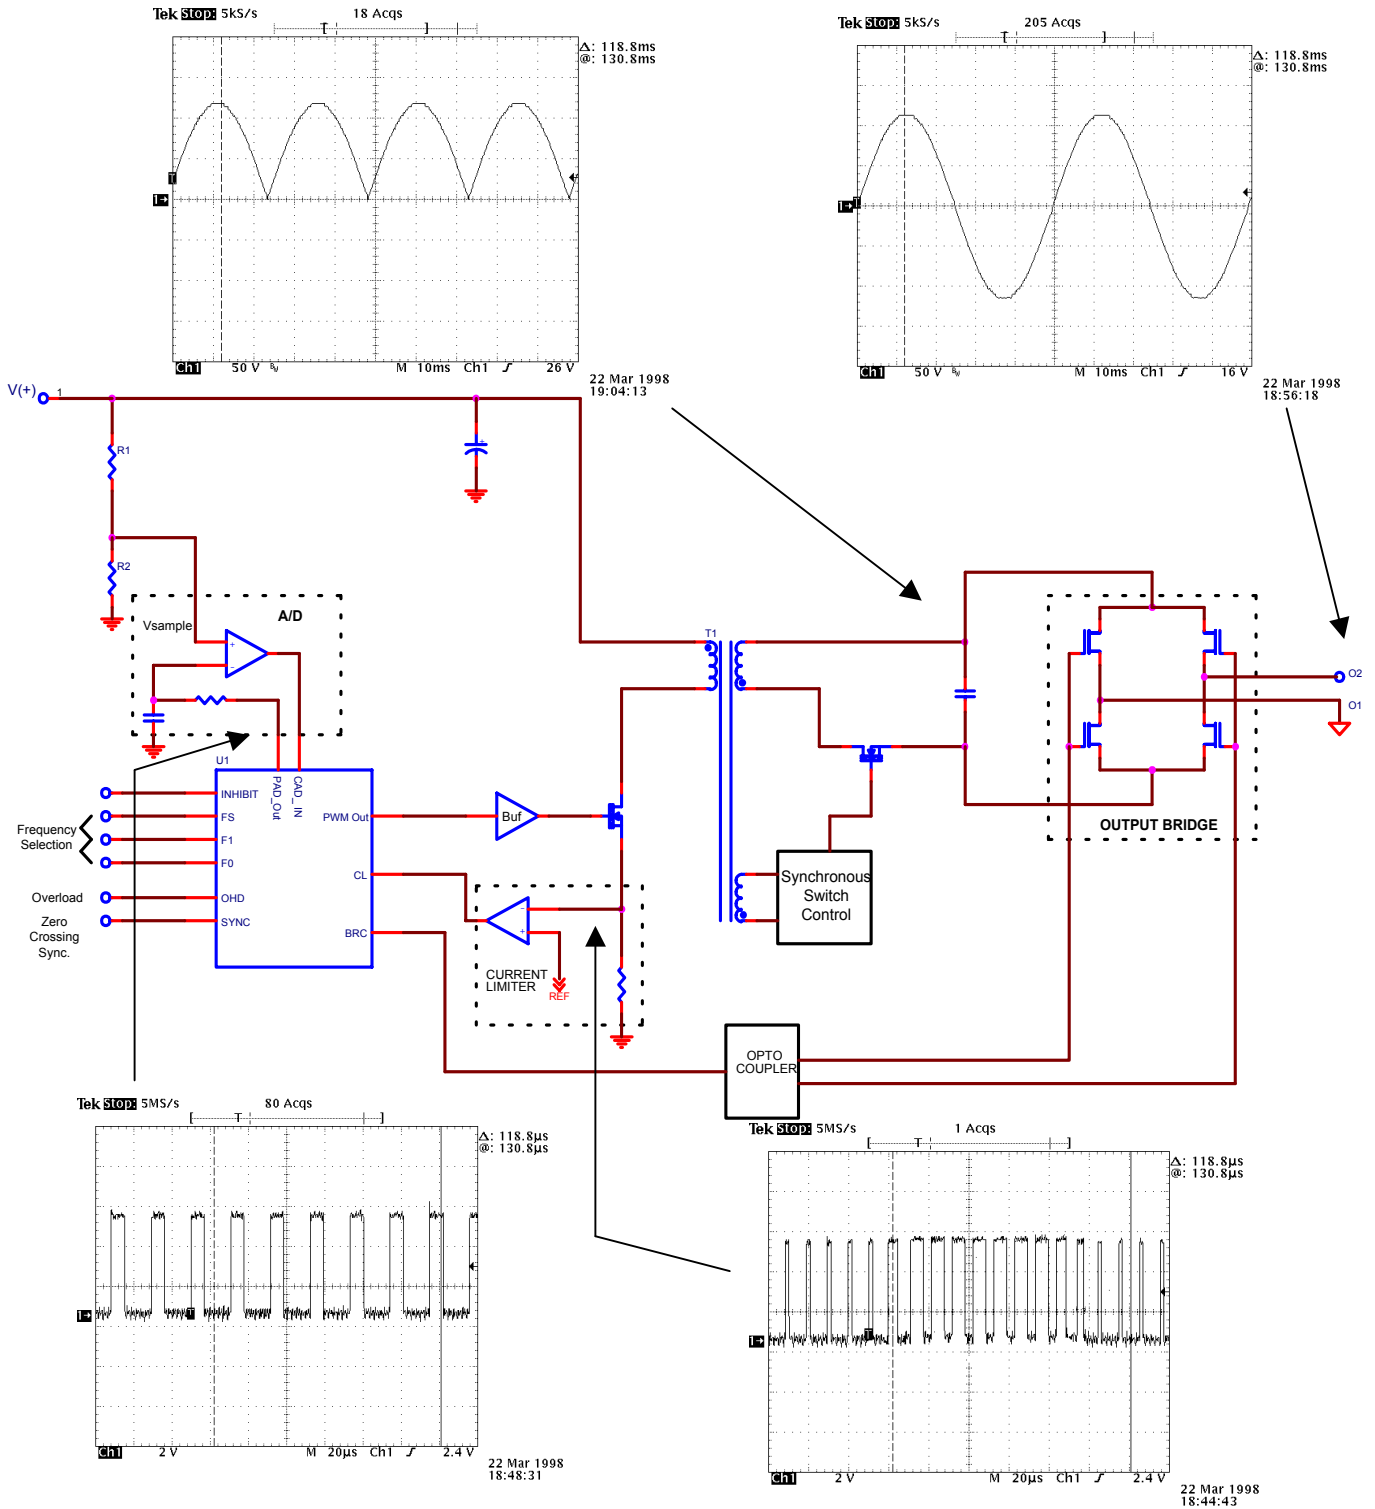 Tek Stop: 5kS/s 18 Acqs
Δ: 118.8ms
@: 130.8ms
T
1→
Ch1 50 V BW M 10ms Ch1 26 V
22 Mar 1998
19:04:13
Tek Stop: 5kS/s 205 Acqs
Δ: 118.8ms
@: 130.8ms
T
1→
Ch1 50 V BW M 10ms Ch1 16 V
22 Mar 1998
18:56:18
V(+)
1
R1
R2
A/D
Vsample
+
−
U1
PAD_Out
CAD_IN
INHIBIT
FS
F1
F0
OHD
SYNC
PWM Out
CL
BRC
Frequency
Selection
Overload
Zero
Crossing
Sync.
Buf
CURRENT
LIMITER
REF
T1
Synchronous
Switch
Control
OUTPUT BRIDGE
O2
O1
OPTO
COUPLER
Tek Stop: 5MS/s 80 Acqs
Δ: 118.8µs
@: 130.8µs
T
1→
Ch1 2 V M 20µs Ch1 2.4 V
22 Mar 1998
18:48:31
Tek Stop: 5MS/s 1 Acqs
Δ: 118.8µs
@: 130.8µs
T
1→
Ch1 2 V M 20µs Ch1 2.4 V
22 Mar 1998
18:44:43